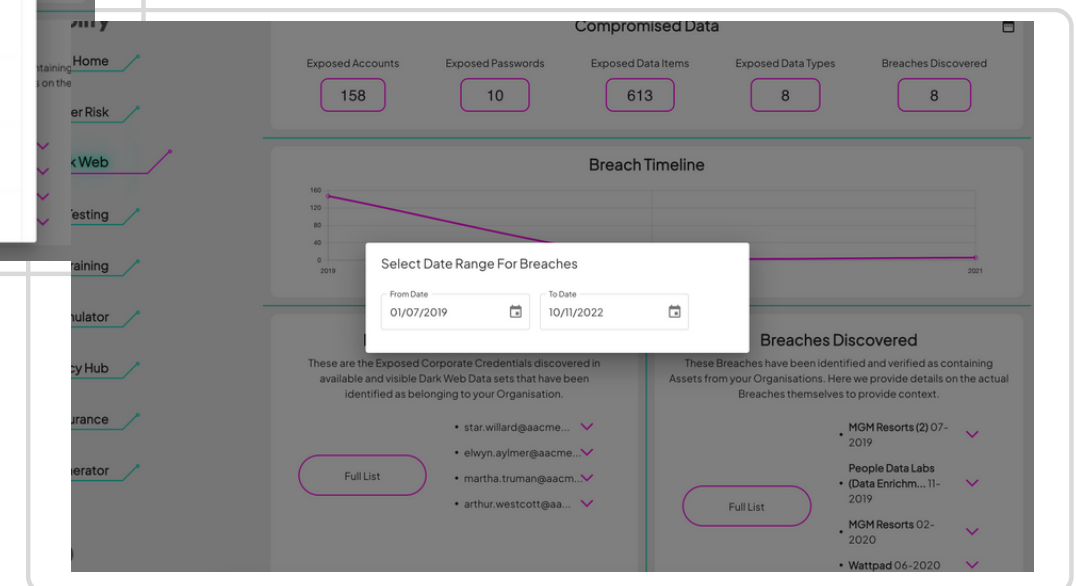 ntaining
s on the
Home
er Risk
k Web
esting
raining
nulator
cy Hub
urance
erator
Compromised Data
Exposed Accounts
Exposed Passwords
Exposed Data Items
Exposed Data Types
Breaches Discovered
158
10
613
8
8
Breach Timeline
160
120
80
40
0
2019
2021
Select Date Range For Breaches
From Date
01/07/2019
To Date
10/11/2022
These are the Exposed Corporate Credentials discovered in
available and visible Dark Web Data sets that have been
identified as belonging to your Organisation.
Full List
• star.willard@aacme...
• elwyn.aylmer@aacme...
• martha.truman@aacm...
• arthur.westcott@aa...
Breaches Discovered
These Breaches have been identified and verified as containing
Assets from your Organisations. Here we provide details on the actual
Breaches themselves to provide context.
Full List
• MGM Resorts (2) 07-
2019
People Data Labs
• (Data Enrichm... 11-
2019
• MGM Resorts 02-
2020
• Wattpad 06-2020